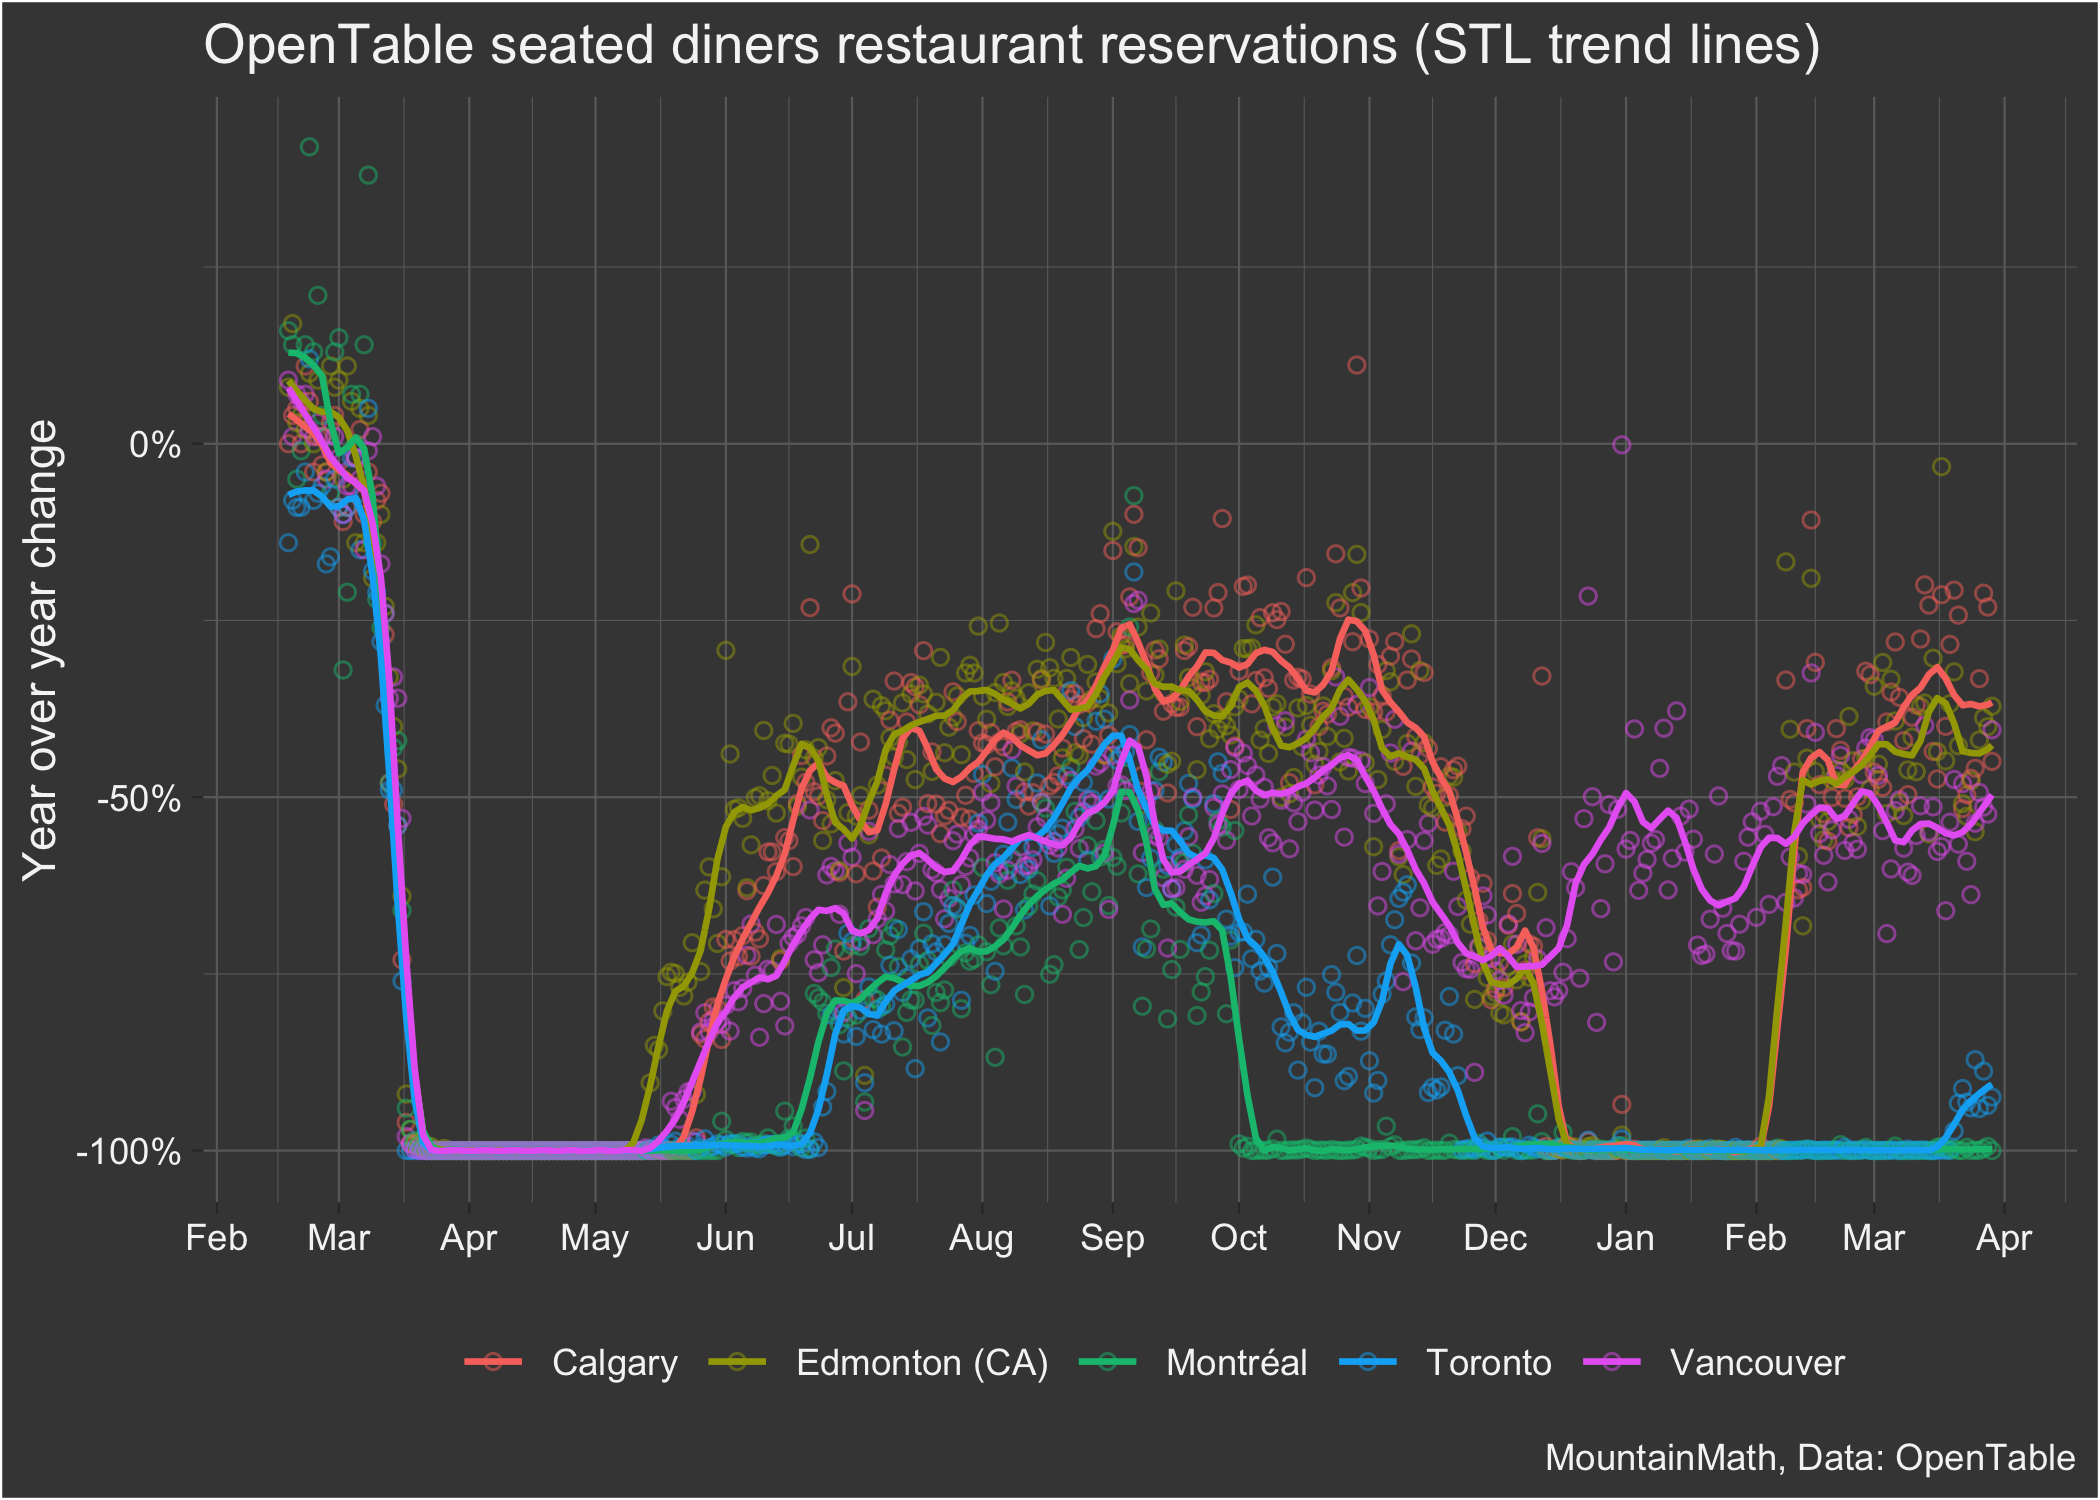 OpenTable seated diners restaurant reservations (STL trend lines)
Year over year change
0%
-50%
-100%
Feb Mar Apr May Jun Jul Aug Sep Oct Nov Dec Jan Feb Mar Apr
Calgary Edmonton (CA) Montréal Toronto Vancouver
MountainMath, Data: OpenTable